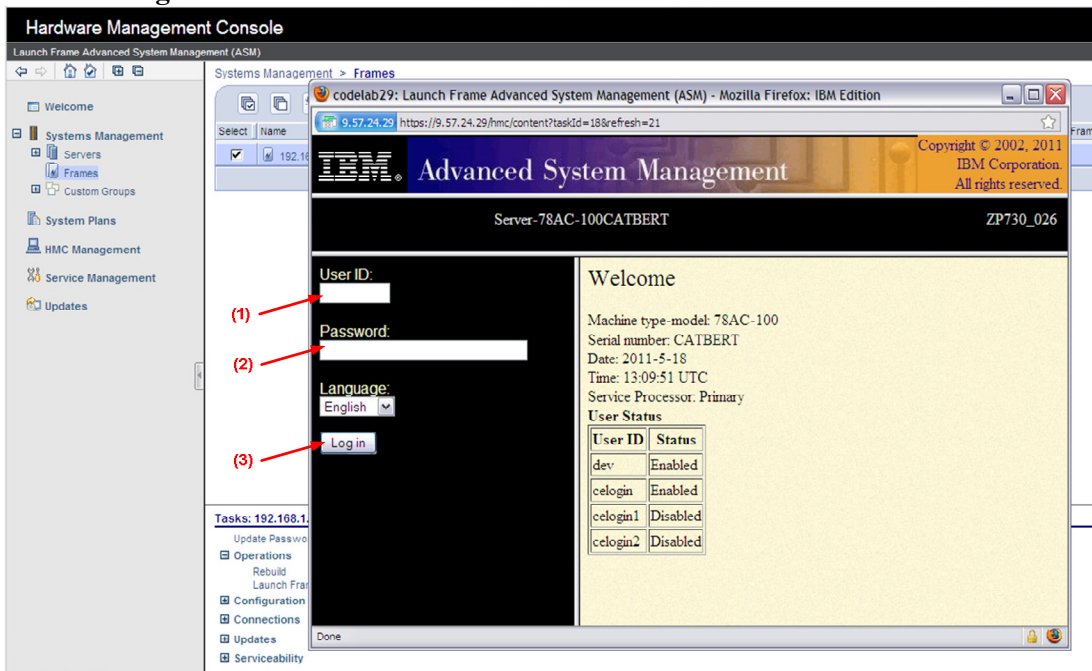 Hardware Management Console
Launch Frame Advanced System Management (ASM)
Welcome
Systems Management
Servers
Frames
Custom Groups
System Plans
HMC Management
Service Management
Updates
Systems Management > Frames
Select Name
192.16
codelab29: Launch Frame Advanced System Management (ASM) - Mozilla Firefox: IBM Edition
9.57.24.29 https://9.57.24.29/hmc/content?taskId=18&refresh=21
IBM. Advanced System Management
Copyright © 2002, 2011
IBM Corporation.
All rights reserved.
Server-78AC-100CATBERT ZP730_026
User ID:
(1)
Password:
(2)
Language:
English
Log in
(3)
Welcome
Machine type-model: 78AC-100
Serial number: CATBERT
Date: 2011-5-18
Time: 13:09:51 UTC
Service Processor: Primary
User Status
User ID Status
dev Enabled
celogin Enabled
celogin1 Disabled
celogin2 Disabled
Done
Tasks: 192.168.1.
Update Passwo
Operations
Rebuild
Launch Fra
Configuration
Connections
Updates
Serviceability